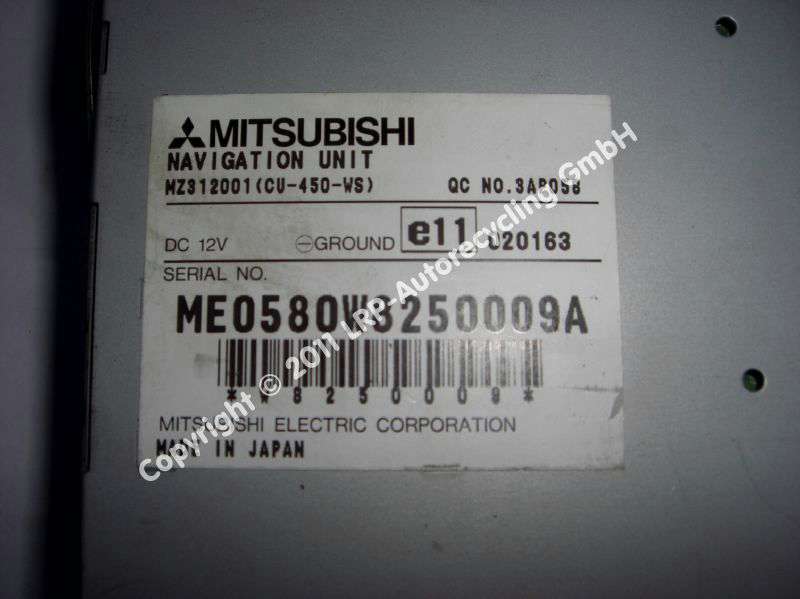 MITSUBISHI
NAVIGATION UNIT
MZ312001(CU-450-WS) QC NO.
DC 12V ⊖GROUND e11 020163
SERIAL NO.
ME0580W8250009A
*W8250009*
MITSUBISHI ELECTRIC CORPORATION
MADE IN JAPAN
Copyright © 2011 LRP-Autorecycling GmbH